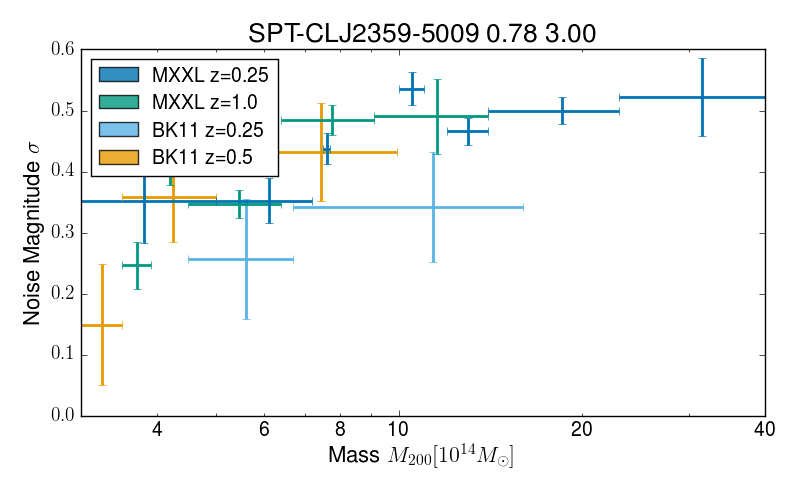 SPT-CLJ2359-5009 0.78 3.00
0.6
0.5
0.4
0.3
0.2
0.1
0.0
Noise Magnitude σ
MXXL z=0.25
MXXL z=1.0
BK11 z=0.25
BK11 z=0.5
4 6 8 10 20 40
Mass M₂₀₀[10¹⁴M⊙]